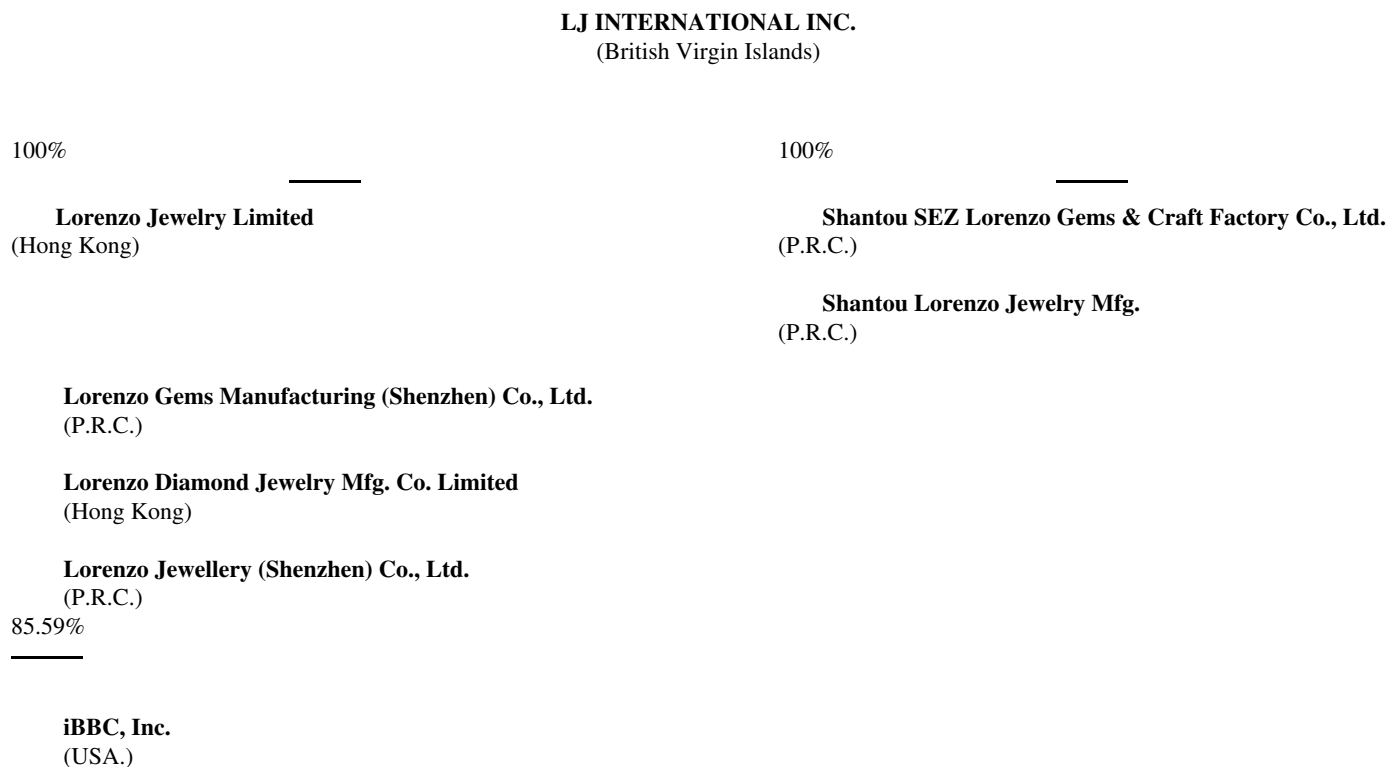 LJ INTERNATIONAL INC.
(British Virgin Islands)
100%
Lorenzo Jewelry Limited
(Hong Kong)
100%
Shantou SEZ Lorenzo Gems & Craft Factory Co., Ltd.
(P.R.C.)
Shantou Lorenzo Jewelry Mfg.
(P.R.C.)
Lorenzo Gems Manufacturing (Shenzhen) Co., Ltd.
(P.R.C.)
Lorenzo Diamond Jewelry Mfg. Co. Limited
(Hong Kong)
Lorenzo Jewellery (Shenzhen) Co., Ltd.
(P.R.C.)
85.59%
iBBC, Inc.
(USA.)